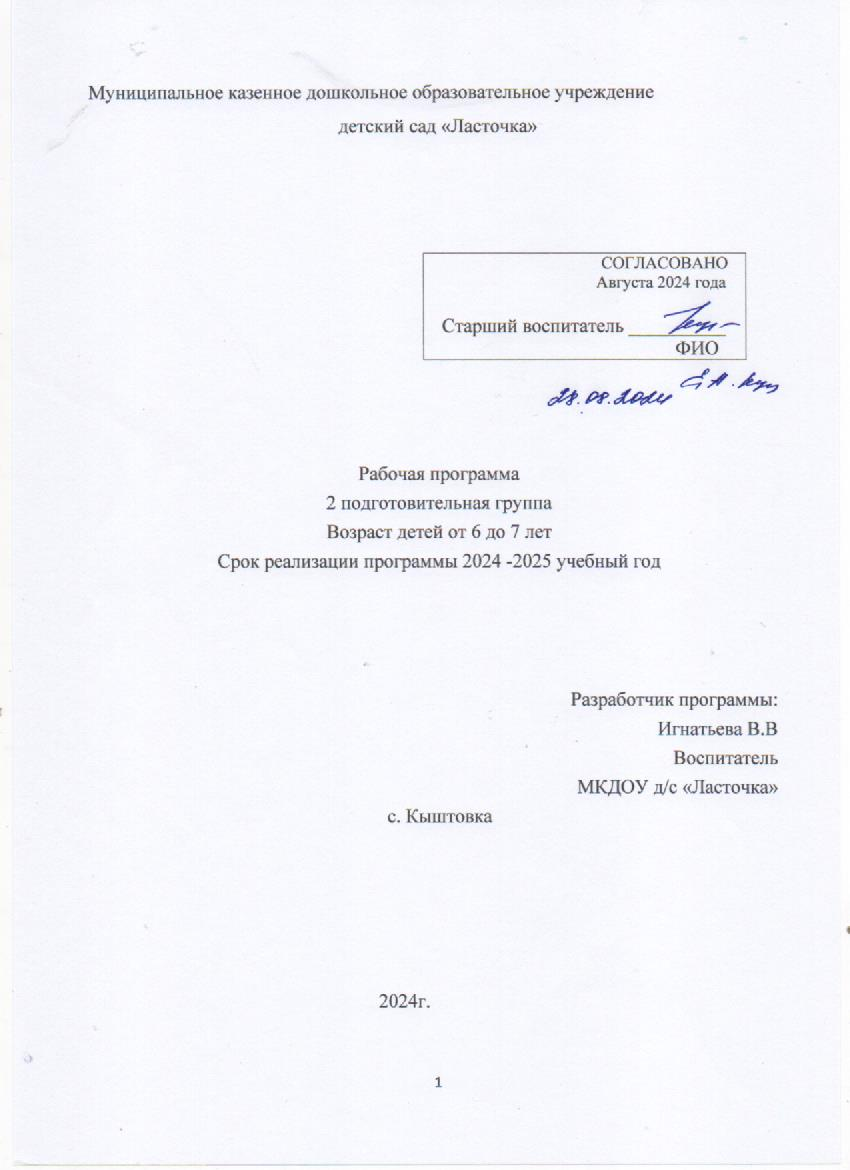 Муниципальное казенное дошкольное образовательное учреждение
детский сад «Ласточка»
СОГЛАСОВАНО
Августа 2024 года
Старший воспитатель
ФИО
28.08.2024
Рабочая программа
2 подготовительная группа
Возраст детей от 6 до 7 лет
Срок реализации программы 2024 -2025 учебный год
Разработчик программы:
Игнатьева В.В
Воспитатель
МКДОУ д/с «Ласточка»
с. Кыштовка
2024г.
1